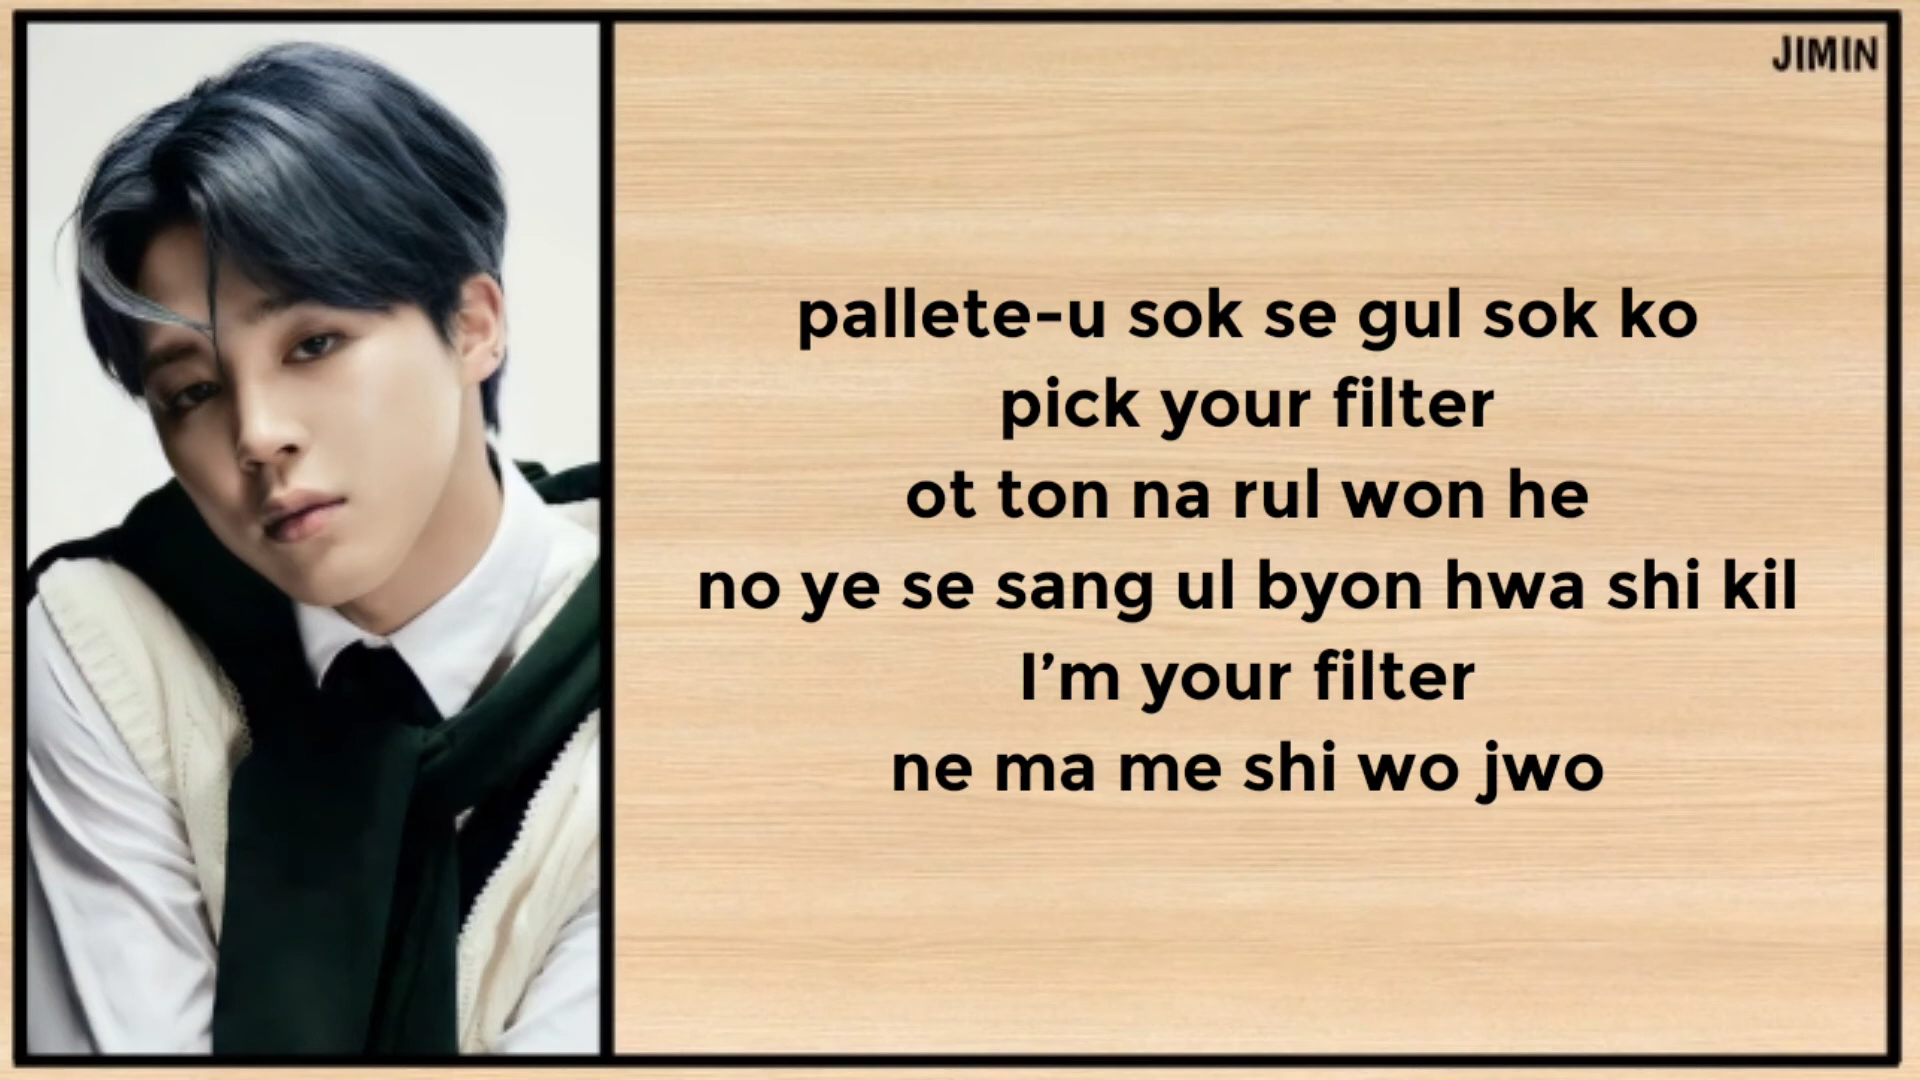 JIMIN
pallete-u sok se gul sok ko
pick your filter
ot ton na rul won he
no ye se sang ul byon hwa shi kil
I’m your filter
ne ma me shi wo jwo